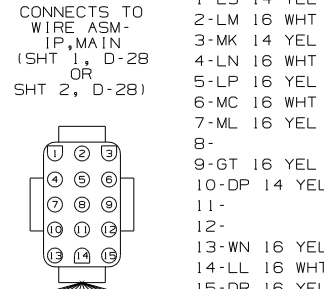 CONNECTS TO
WIRE ASM-
IP,MAIN
(SHT 1, D-28
OR
SHT 2, D-28)
2-LM 16 WHT
3-MK 14 YEL
4-LN 16 WHT
5-LP 16 YEL
6-MC 16 WHT
7-ML 16 YEL
8-
9-GT 16 YEL
10-DP 14 YEL
11-
12-
13-WN 16 YEL
14-LL 16 WHT
1 2 3
4 5 6
7 8 9
10 11 12
13 14 15